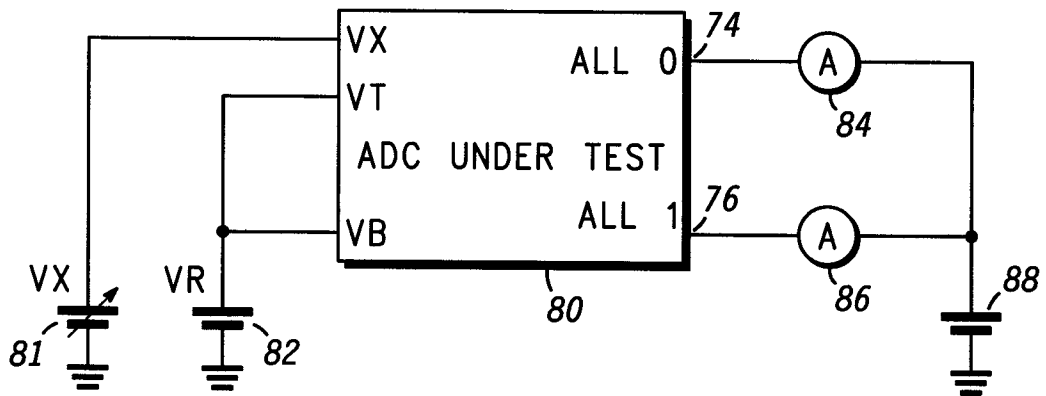 VX
ALL 0
74
A
84
VT
ADC UNDER TEST
ALL 1
76
A
86
VB
80
VX
81
VR
82
88